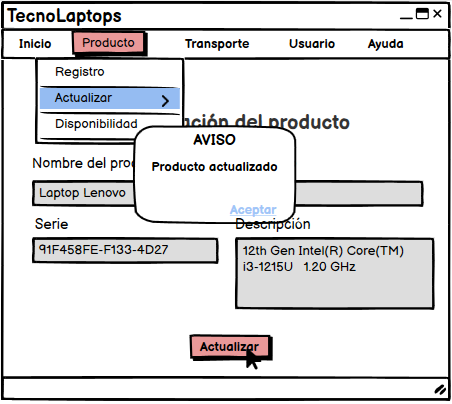 TecnoLaptops
Inicio Producto Transporte Usuario Ayuda
Registro
Actualizar
Disponibilidad
ción del producto
AVISO
Producto actualizado
Aceptar
Nombre del prod
Laptop Lenovo
Serie Descripción
91F458FE-F133-4D27
12th Gen Intel(R) Core(TM)
i3-1215U 1.20 GHz
Actualizar